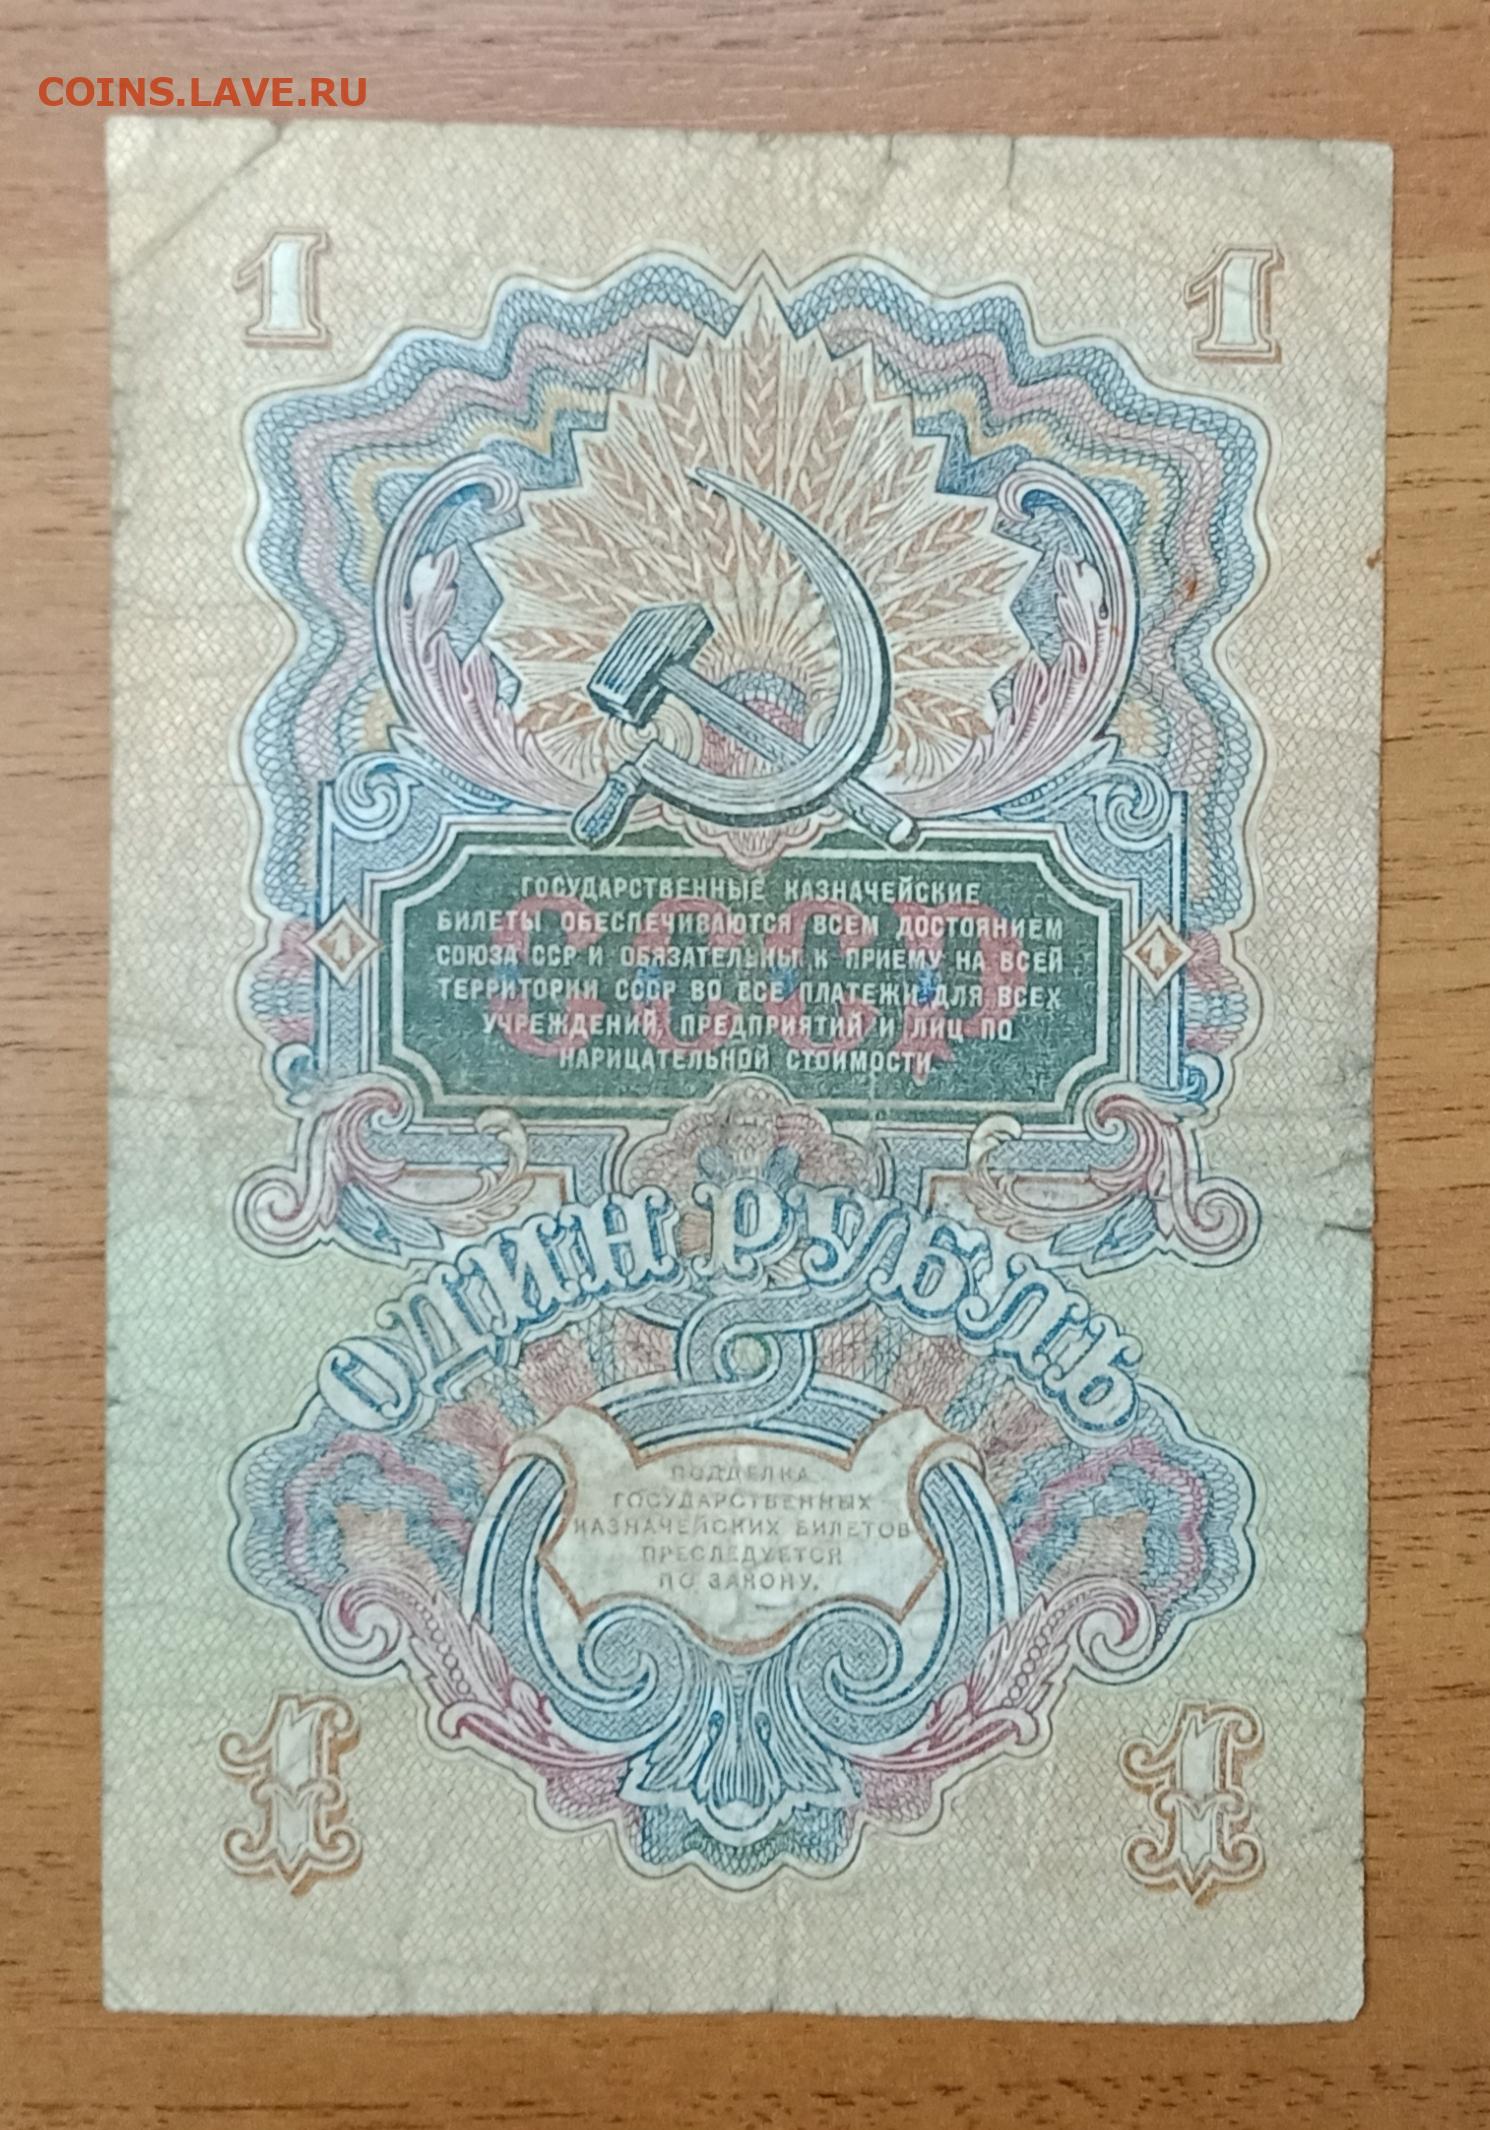 COINS.LAVE.RU
1 1
ГОСУДАРСТВЕННЫЕ КАЗНАЧЕЙСКИЕ
БИЛЕТЫ ОБЕСПЕЧИВАЮТСЯ ВСЕМ ДОСТОЯНИЕМ
СОЮЗА ССР И ОБЯЗАТЕЛЬНЫ К ПРИЕМУ НА ВСЕЙ
ТЕРРИТОРИИ СССР ВО ВСЕ ПЛАТЕЖИ ДЛЯ ВСЕХ
УЧРЕЖДЕНИЙ, ПРЕДПРИЯТИЙ И ЛИЦ ПО
НАРИЦАТЕЛЬНОЙ СТОИМОСТИ.
СССР
1 1
ОДИН РУБЛЬ
ПОДДЕЛКА
ГОСУДАРСТВЕННЫХ
КАЗНАЧЕЙСКИХ БИЛЕТОВ
ПРЕСЛЕДУЕТСЯ
ПО ЗАКОНУ.
1 1